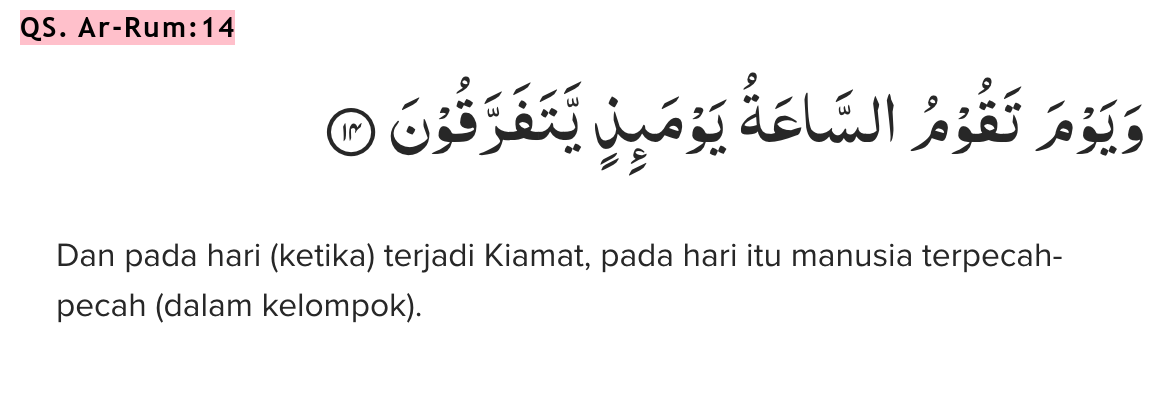 QS. Ar-Rum:14
وَيَوْمَ تَقُوْمُ السَّاعَةُ يَوْمَىِٕذٍ يَّتَفَرَّقُوْنَ ۝١٤
Dan pada hari (ketika) terjadi Kiamat, pada hari itu manusia terpecah-
pecah (dalam kelompok).